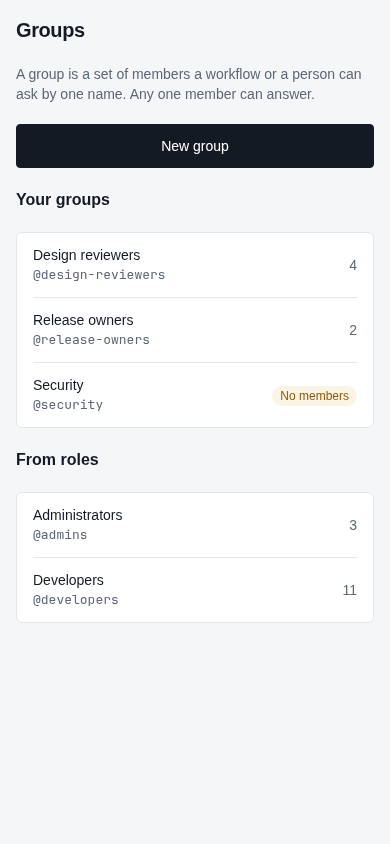 Groups
A group is a set of members a workflow or a person can
ask by one name. Any one member can answer.
New group
Your groups
Design reviewers
@design-reviewers
4
Release owners
@release-owners
2
Security
@security
No members
From roles
Administrators
@admins
3
Developers
@developers
11